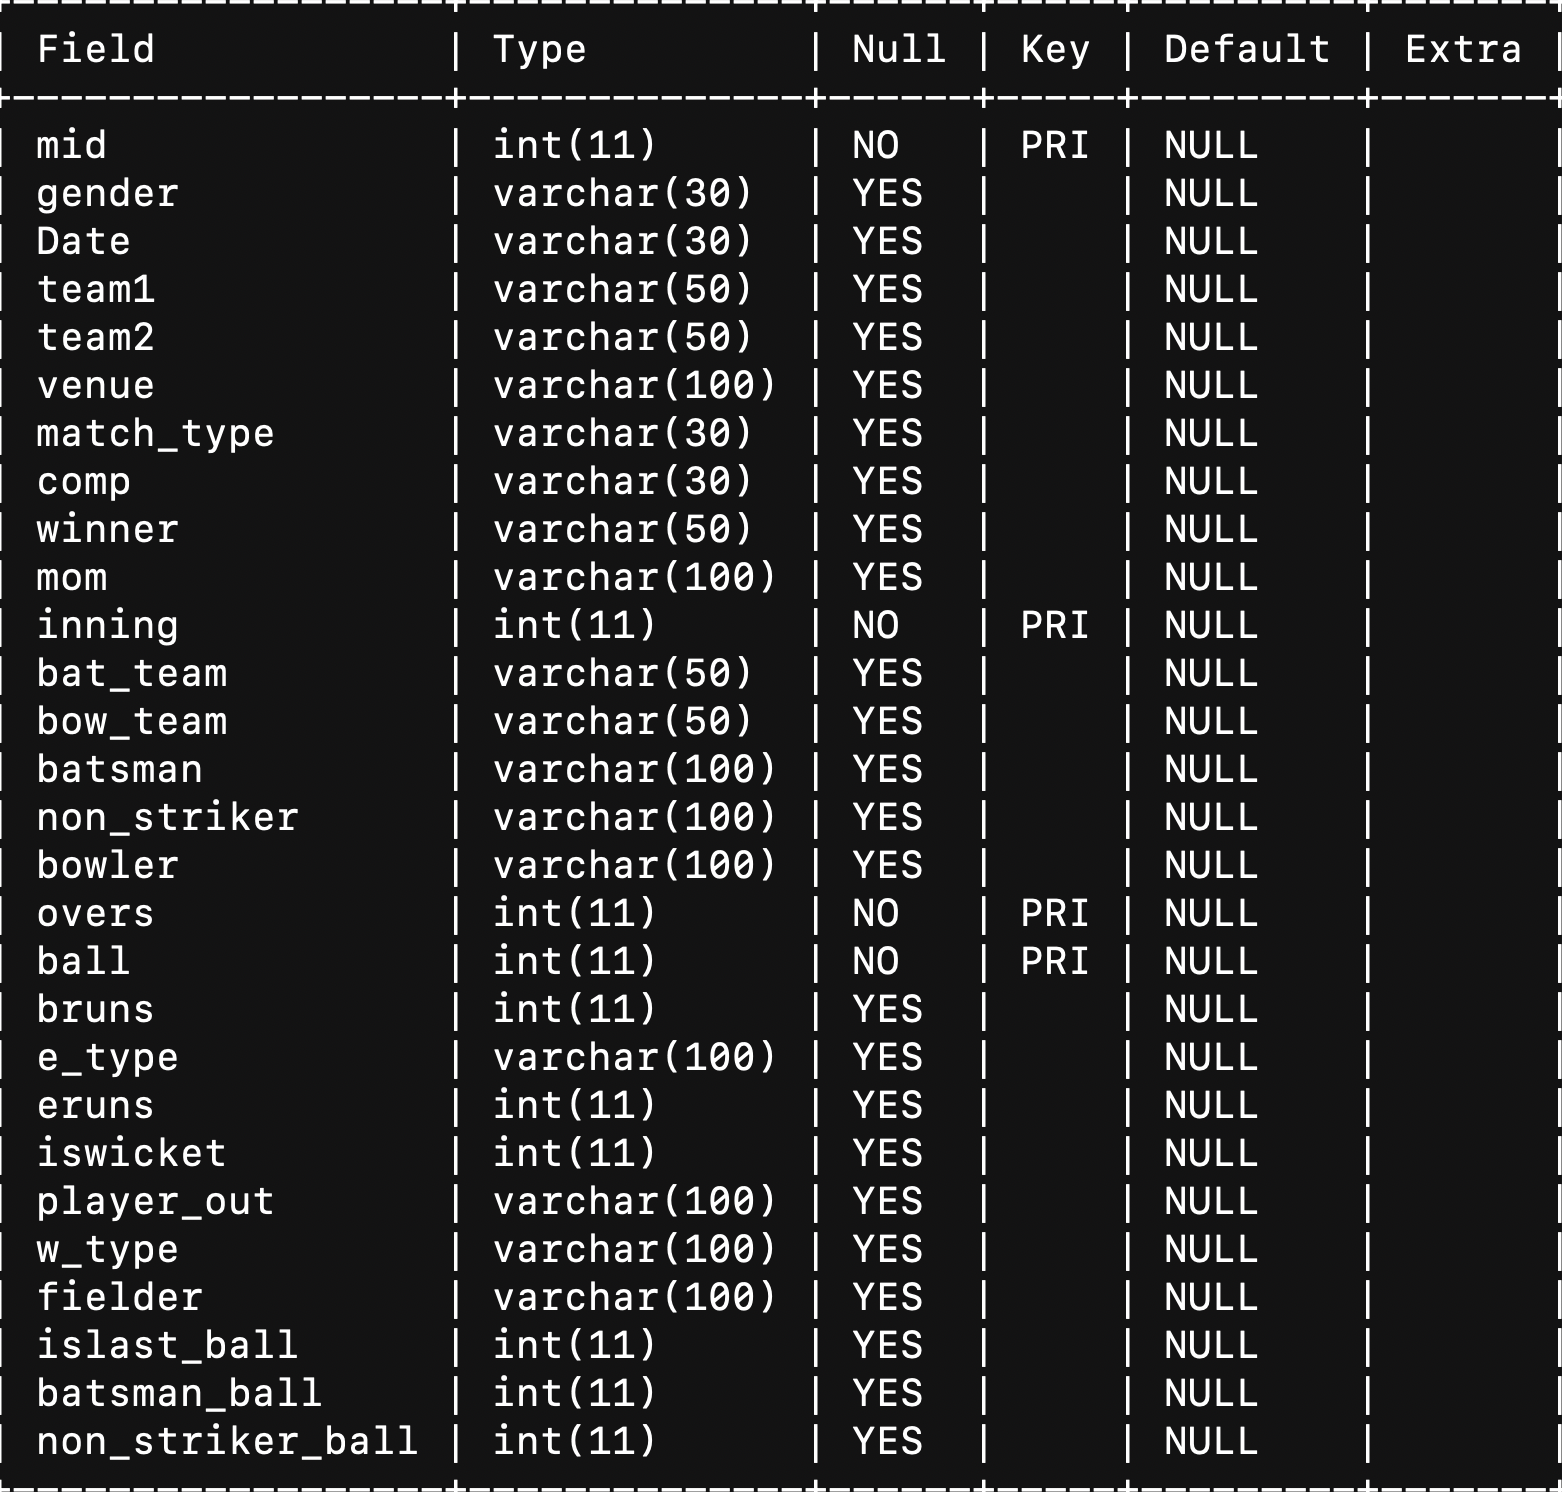 | Field | Type | Null | Key | Default | Extra |
| mid | int(11) | NO | PRI | NULL | |
| gender | varchar(30) | YES | | NULL | |
| Date | varchar(30) | YES | | NULL | |
| team1 | varchar(50) | YES | | NULL | |
| team2 | varchar(50) | YES | | NULL | |
| venue | varchar(100) | YES | | NULL | |
| match_type | varchar(30) | YES | | NULL | |
| comp | varchar(30) | YES | | NULL | |
| winner | varchar(50) | YES | | NULL | |
| mom | varchar(100) | YES | | NULL | |
| inning | int(11) | NO | PRI | NULL | |
| bat_team | varchar(50) | YES | | NULL | |
| bow_team | varchar(50) | YES | | NULL | |
| batsman | varchar(100) | YES | | NULL | |
| non_striker | varchar(100) | YES | | NULL | |
| bowler | varchar(100) | YES | | NULL | |
| overs | int(11) | NO | PRI | NULL | |
| ball | int(11) | NO | PRI | NULL | |
| bruns | int(11) | YES | | NULL | |
| e_type | varchar(100) | YES | | NULL | |
| eruns | int(11) | YES | | NULL | |
| iswicket | int(11) | YES | | NULL | |
| player_out | varchar(100) | YES | | NULL | |
| w_type | varchar(100) | YES | | NULL | |
| fielder | varchar(100) | YES | | NULL | |
| islast_ball | int(11) | YES | | NULL | |
| batsman_ball | int(11) | YES | | NULL | |
| non_striker_ball | int(11) | YES | | NULL | |